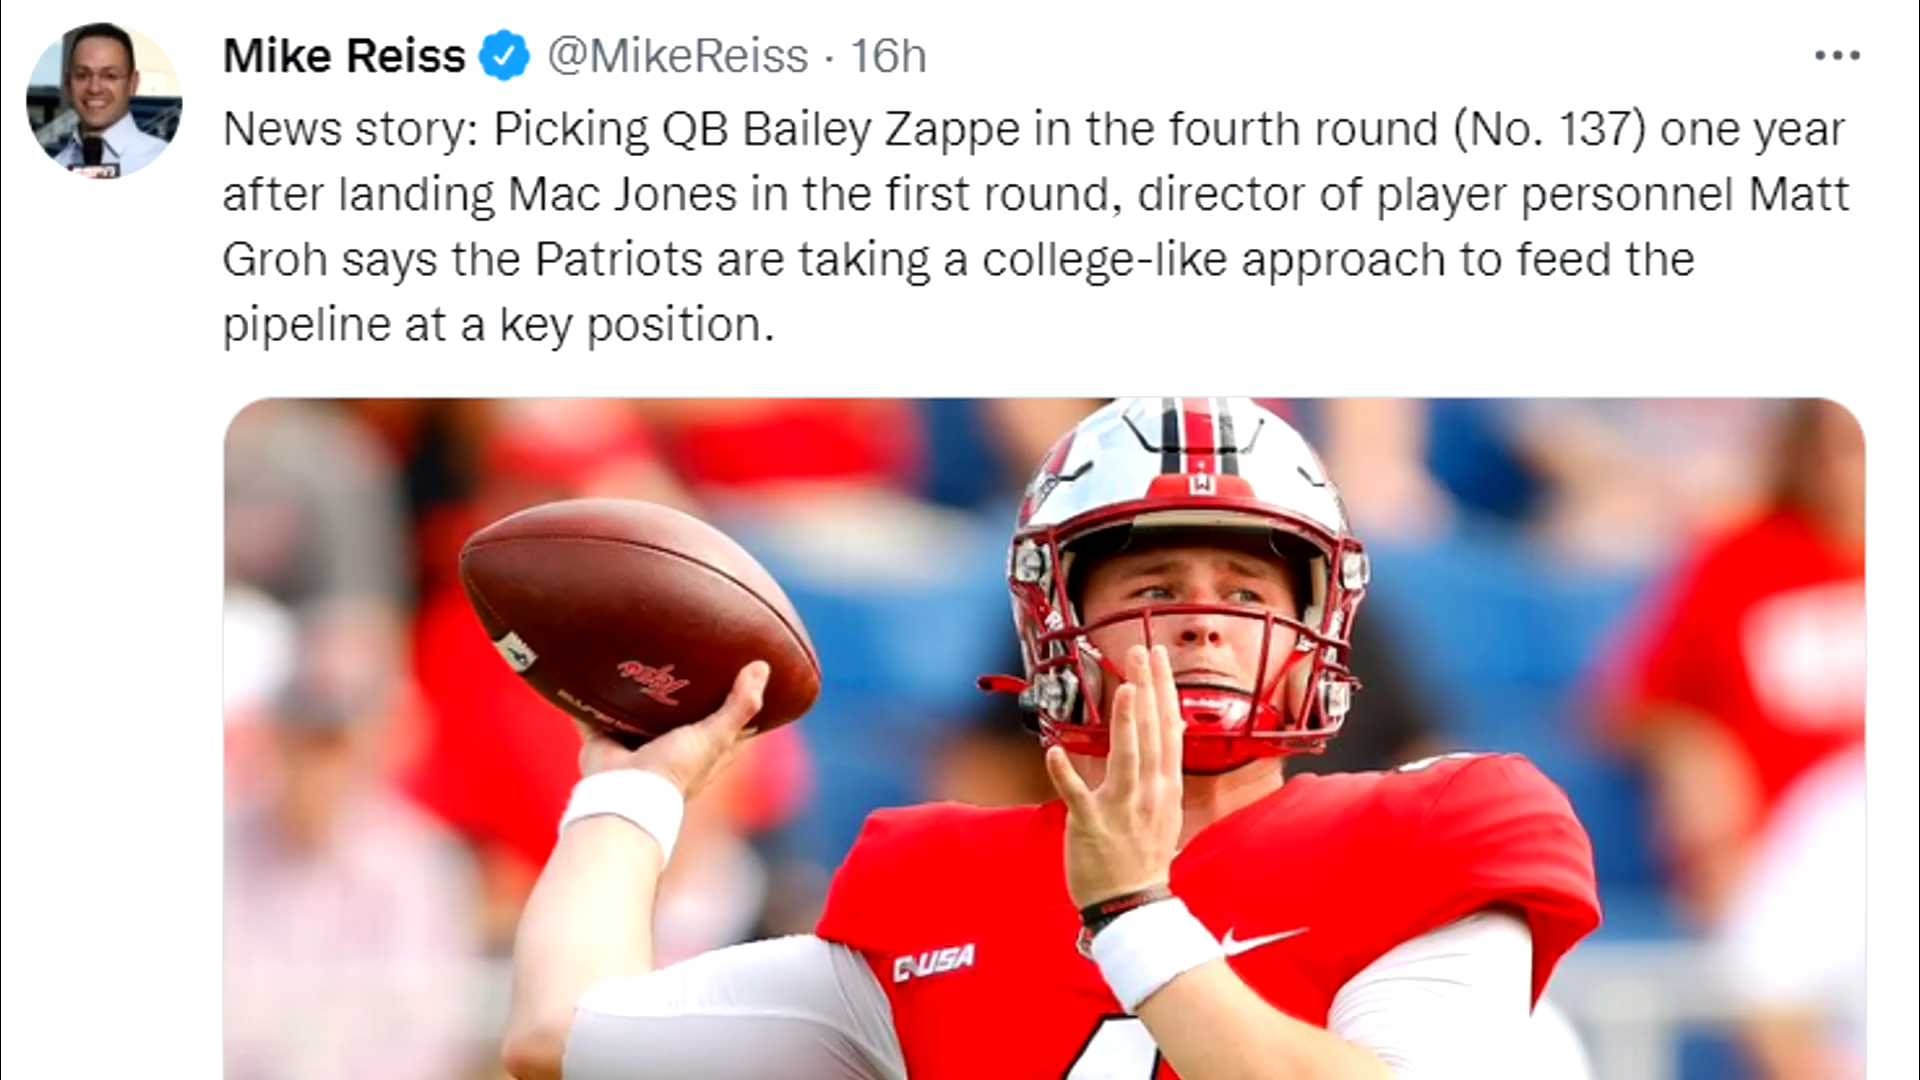 Mike Reiss @MikeReiss · 16h
News story: Picking QB Bailey Zappe in the fourth round (No. 137) one year
after landing Mac Jones in the first round, director of player personnel Matt
Groh says the Patriots are taking a college-like approach to feed the
pipeline at a key position.
W
C-USA
4